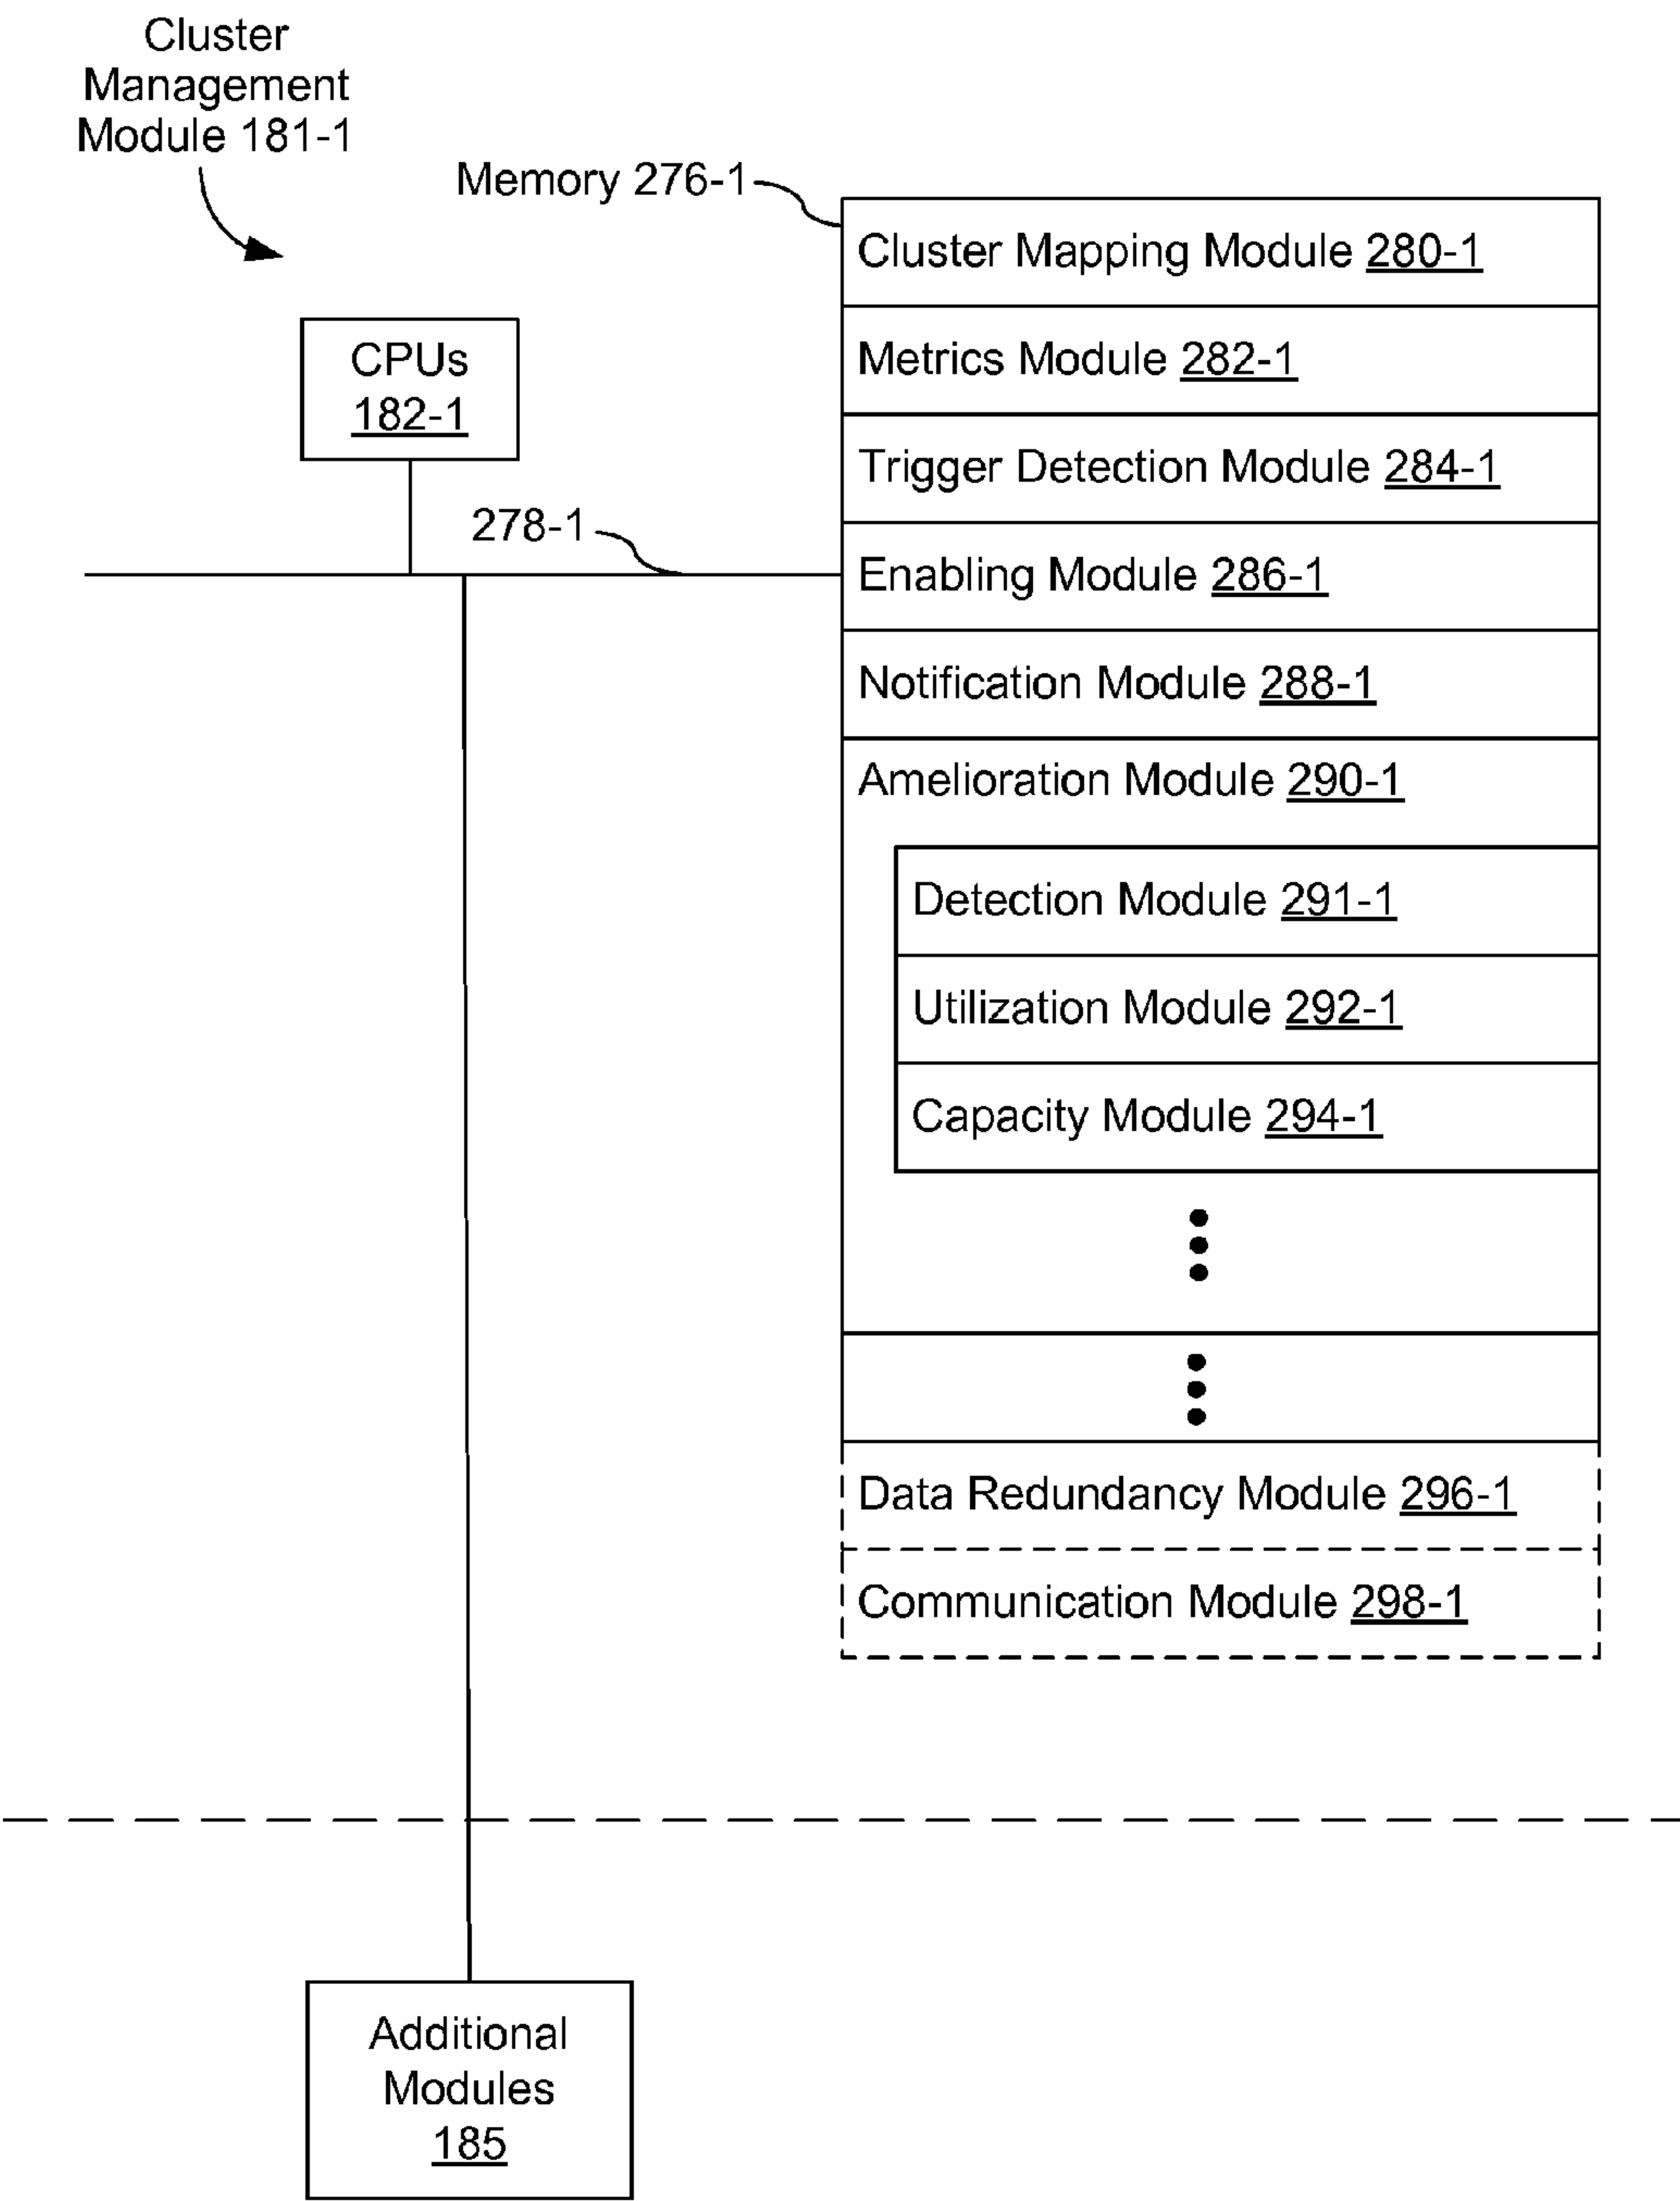 Cluster
Management
Module 181-1
Memory 276-1
Cluster Mapping Module 280-1
Metrics Module 282-1
CPUs
182-1
Trigger Detection Module 284-1
278-1
Enabling Module 286-1
Notification Module 288-1
Amelioration Module 290-1
Detection Module 291-1
Utilization Module 292-1
Capacity Module 294-1
Data Redundancy Module 296-1
Communication Module 298-1
Additional
Modules
185